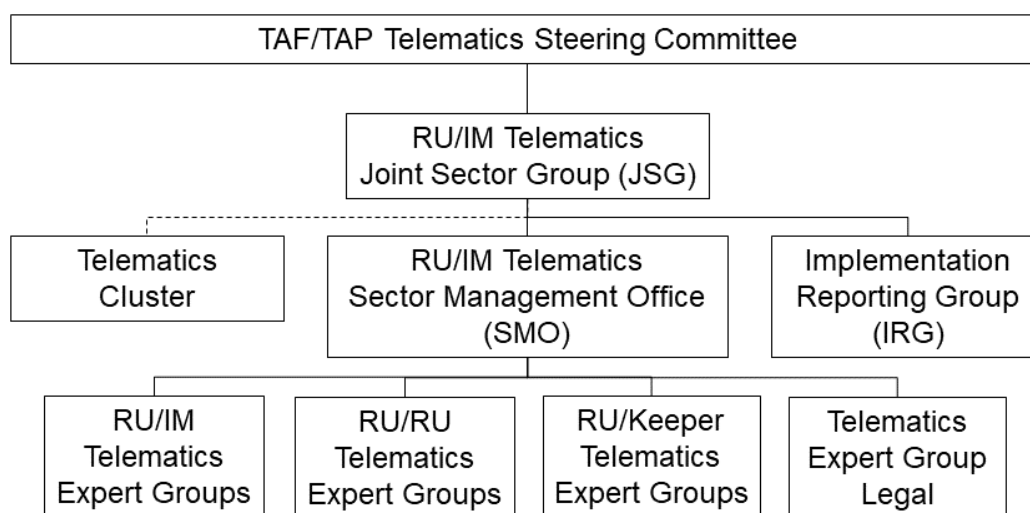 TAF/TAP Telematics Steering Committee
RU/IM Telematics
Joint Sector Group (JSG)
Telematics
Cluster
RU/IM Telematics
Sector Management Office
(SMO)
Implementation
Reporting Group
(IRG)
RU/IM
Telematics
Expert Groups
RU/RU
Telematics
Expert Groups
RU/Keeper
Telematics
Expert Groups
Telematics
Expert Group
Legal